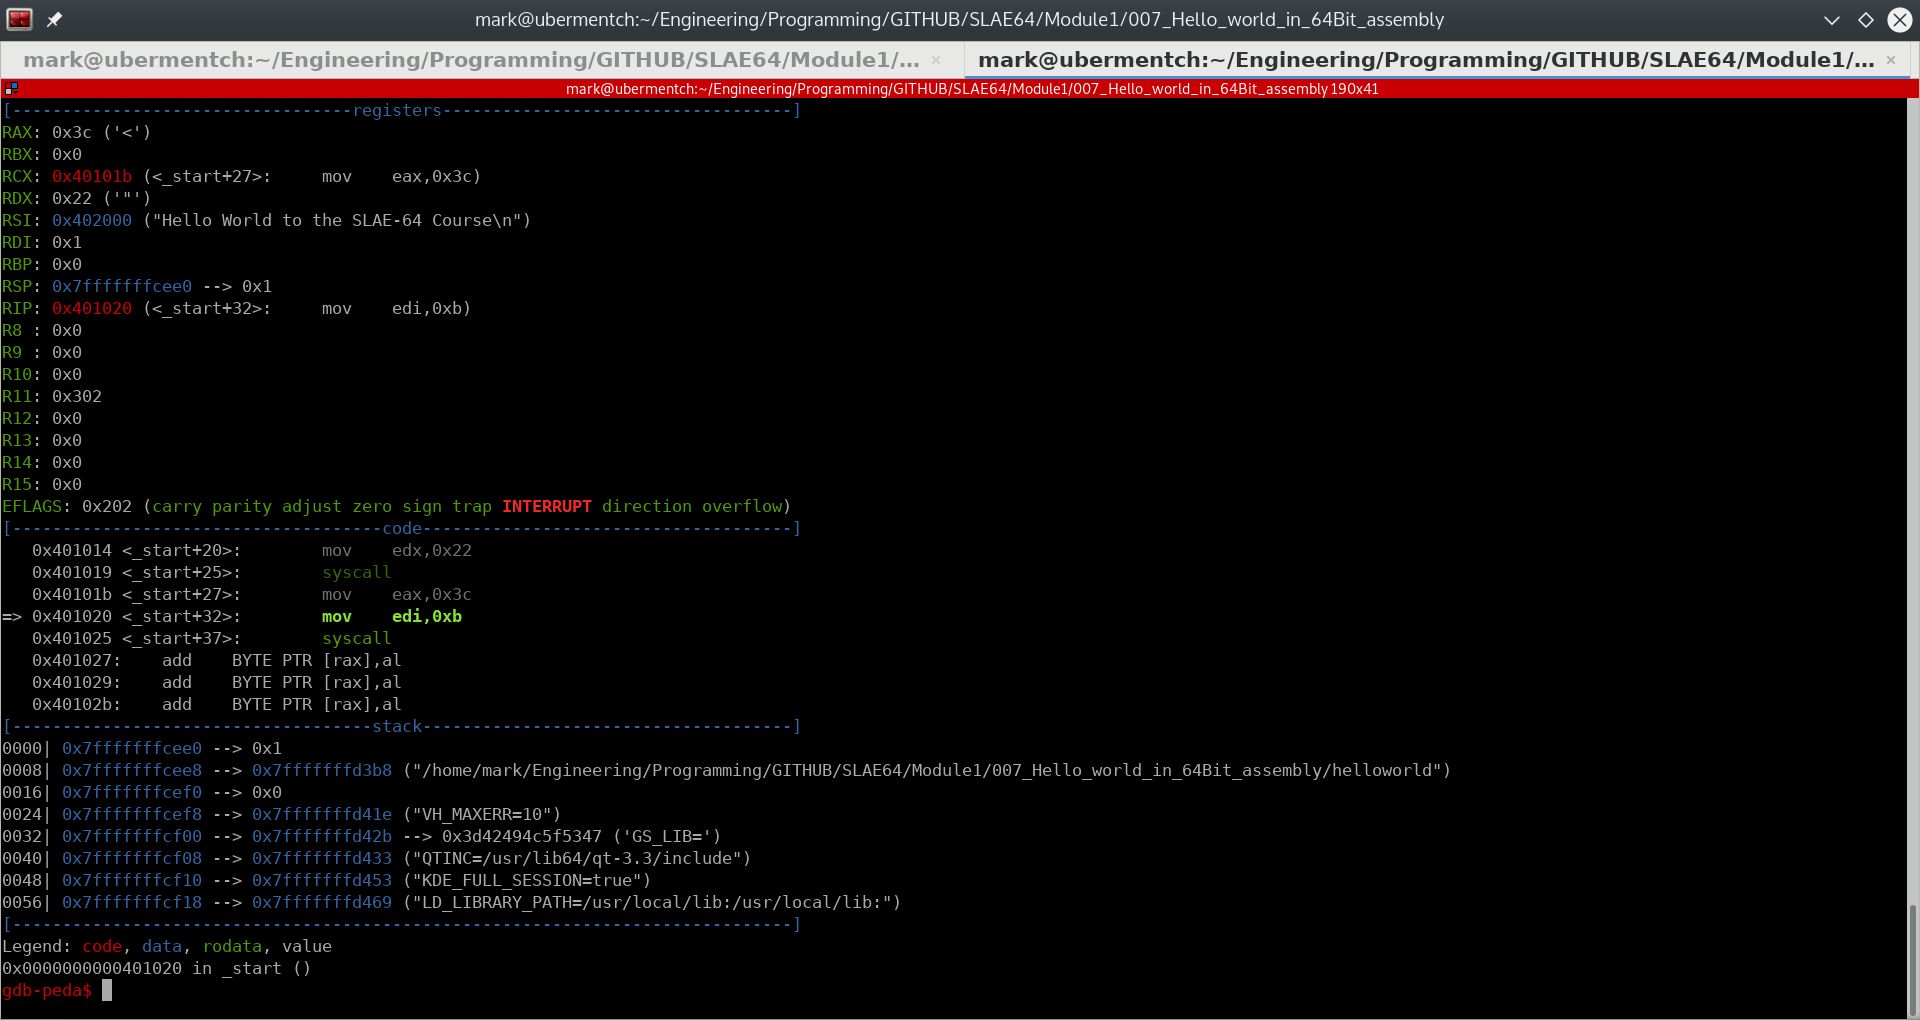 mark@ubermentch:~/Engineering/Programming/GITHUB/SLAE64/Module1/007_Hello_world_in_64Bit_assembly
mark@ubermentch:~/Engineering/Programming/GITHUB/SLAE64/Module1/... × mark@ubermentch:~/Engineering/Programming/GITHUB/SLAE64/Module1/... ×
mark@ubermentch:~/Engineering/Programming/GITHUB/SLAE64/Module1/007_Hello_world_in_64Bit_assembly 190x41
[----------------------------------registers-----------------------------------]
RAX: 0x3c ('<')
RBX: 0x0
RCX: 0x40101b (<_start+27>:     mov    eax,0x3c)
RDX: 0x22 ('"')
RSI: 0x402000 ("Hello World to the SLAE-64 Course\n")
RDI: 0x1
RBP: 0x0
RSP: 0x7fffffffcee0 --> 0x1
RIP: 0x401020 (<_start+32>:     mov    edi,0xb)
R8 : 0x0
R9 : 0x0
R10: 0x0
R11: 0x302
R12: 0x0
R13: 0x0
R14: 0x0
R15: 0x0
EFLAGS: 0x202 (carry parity adjust zero sign trap INTERRUPT direction overflow)
[-------------------------------------code-------------------------------------]
   0x401014 <_start+20>:        mov    edx,0x22
   0x401019 <_start+25>:        syscall
   0x40101b <_start+27>:        mov    eax,0x3c
=> 0x401020 <_start+32>:        mov    edi,0xb
   0x401025 <_start+37>:        syscall
   0x401027:    add    BYTE PTR [rax],al
   0x401029:    add    BYTE PTR [rax],al
   0x40102b:    add    BYTE PTR [rax],al
[------------------------------------stack-------------------------------------]
0000| 0x7fffffffcee0 --> 0x1
0008| 0x7fffffffcee8 --> 0x7fffffffd3b8 ("/home/mark/Engineering/Programming/GITHUB/SLAE64/Module1/007_Hello_world_in_64Bit_assembly/helloworld")
0016| 0x7fffffffcef0 --> 0x0
0024| 0x7fffffffcef8 --> 0x7fffffffd41e ("VH_MAXERR=10")
0032| 0x7fffffffcf00 --> 0x7fffffffd42b --> 0x3d42494c5f5347 ('GS_LIB=')
0040| 0x7fffffffcf08 --> 0x7fffffffd433 ("QTINC=/usr/lib64/qt-3.3/include")
0048| 0x7fffffffcf10 --> 0x7fffffffd453 ("KDE_FULL_SESSION=true")
0056| 0x7fffffffcf18 --> 0x7fffffffd469 ("LD_LIBRARY_PATH=/usr/local/lib:/usr/local/lib:")
[------------------------------------------------------------------------------]
Legend: code, data, rodata, value
0x0000000000401020 in _start ()
gdb-peda$